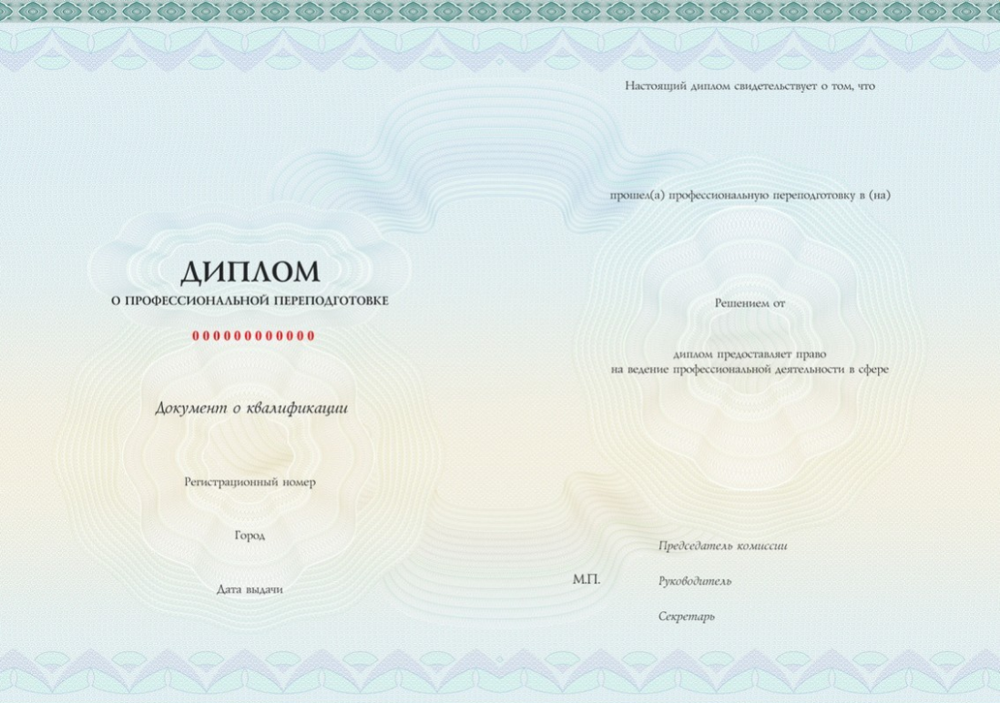 ДИПЛОМ
О ПРОФЕССИОНАЛЬНОЙ ПЕРЕПОДГОТОВКЕ
000000000000
Документ о квалификации
Регистрационный номер
Город
Дата выдачи
Настоящий диплом свидетельствует о том, что
прошел(а) профессиональную переподготовку в (на)
Решением от
диплом предоставляет право
на ведение профессиональной деятельности в сфере
М.П.
Председатель комиссии
Руководитель
Секретарь